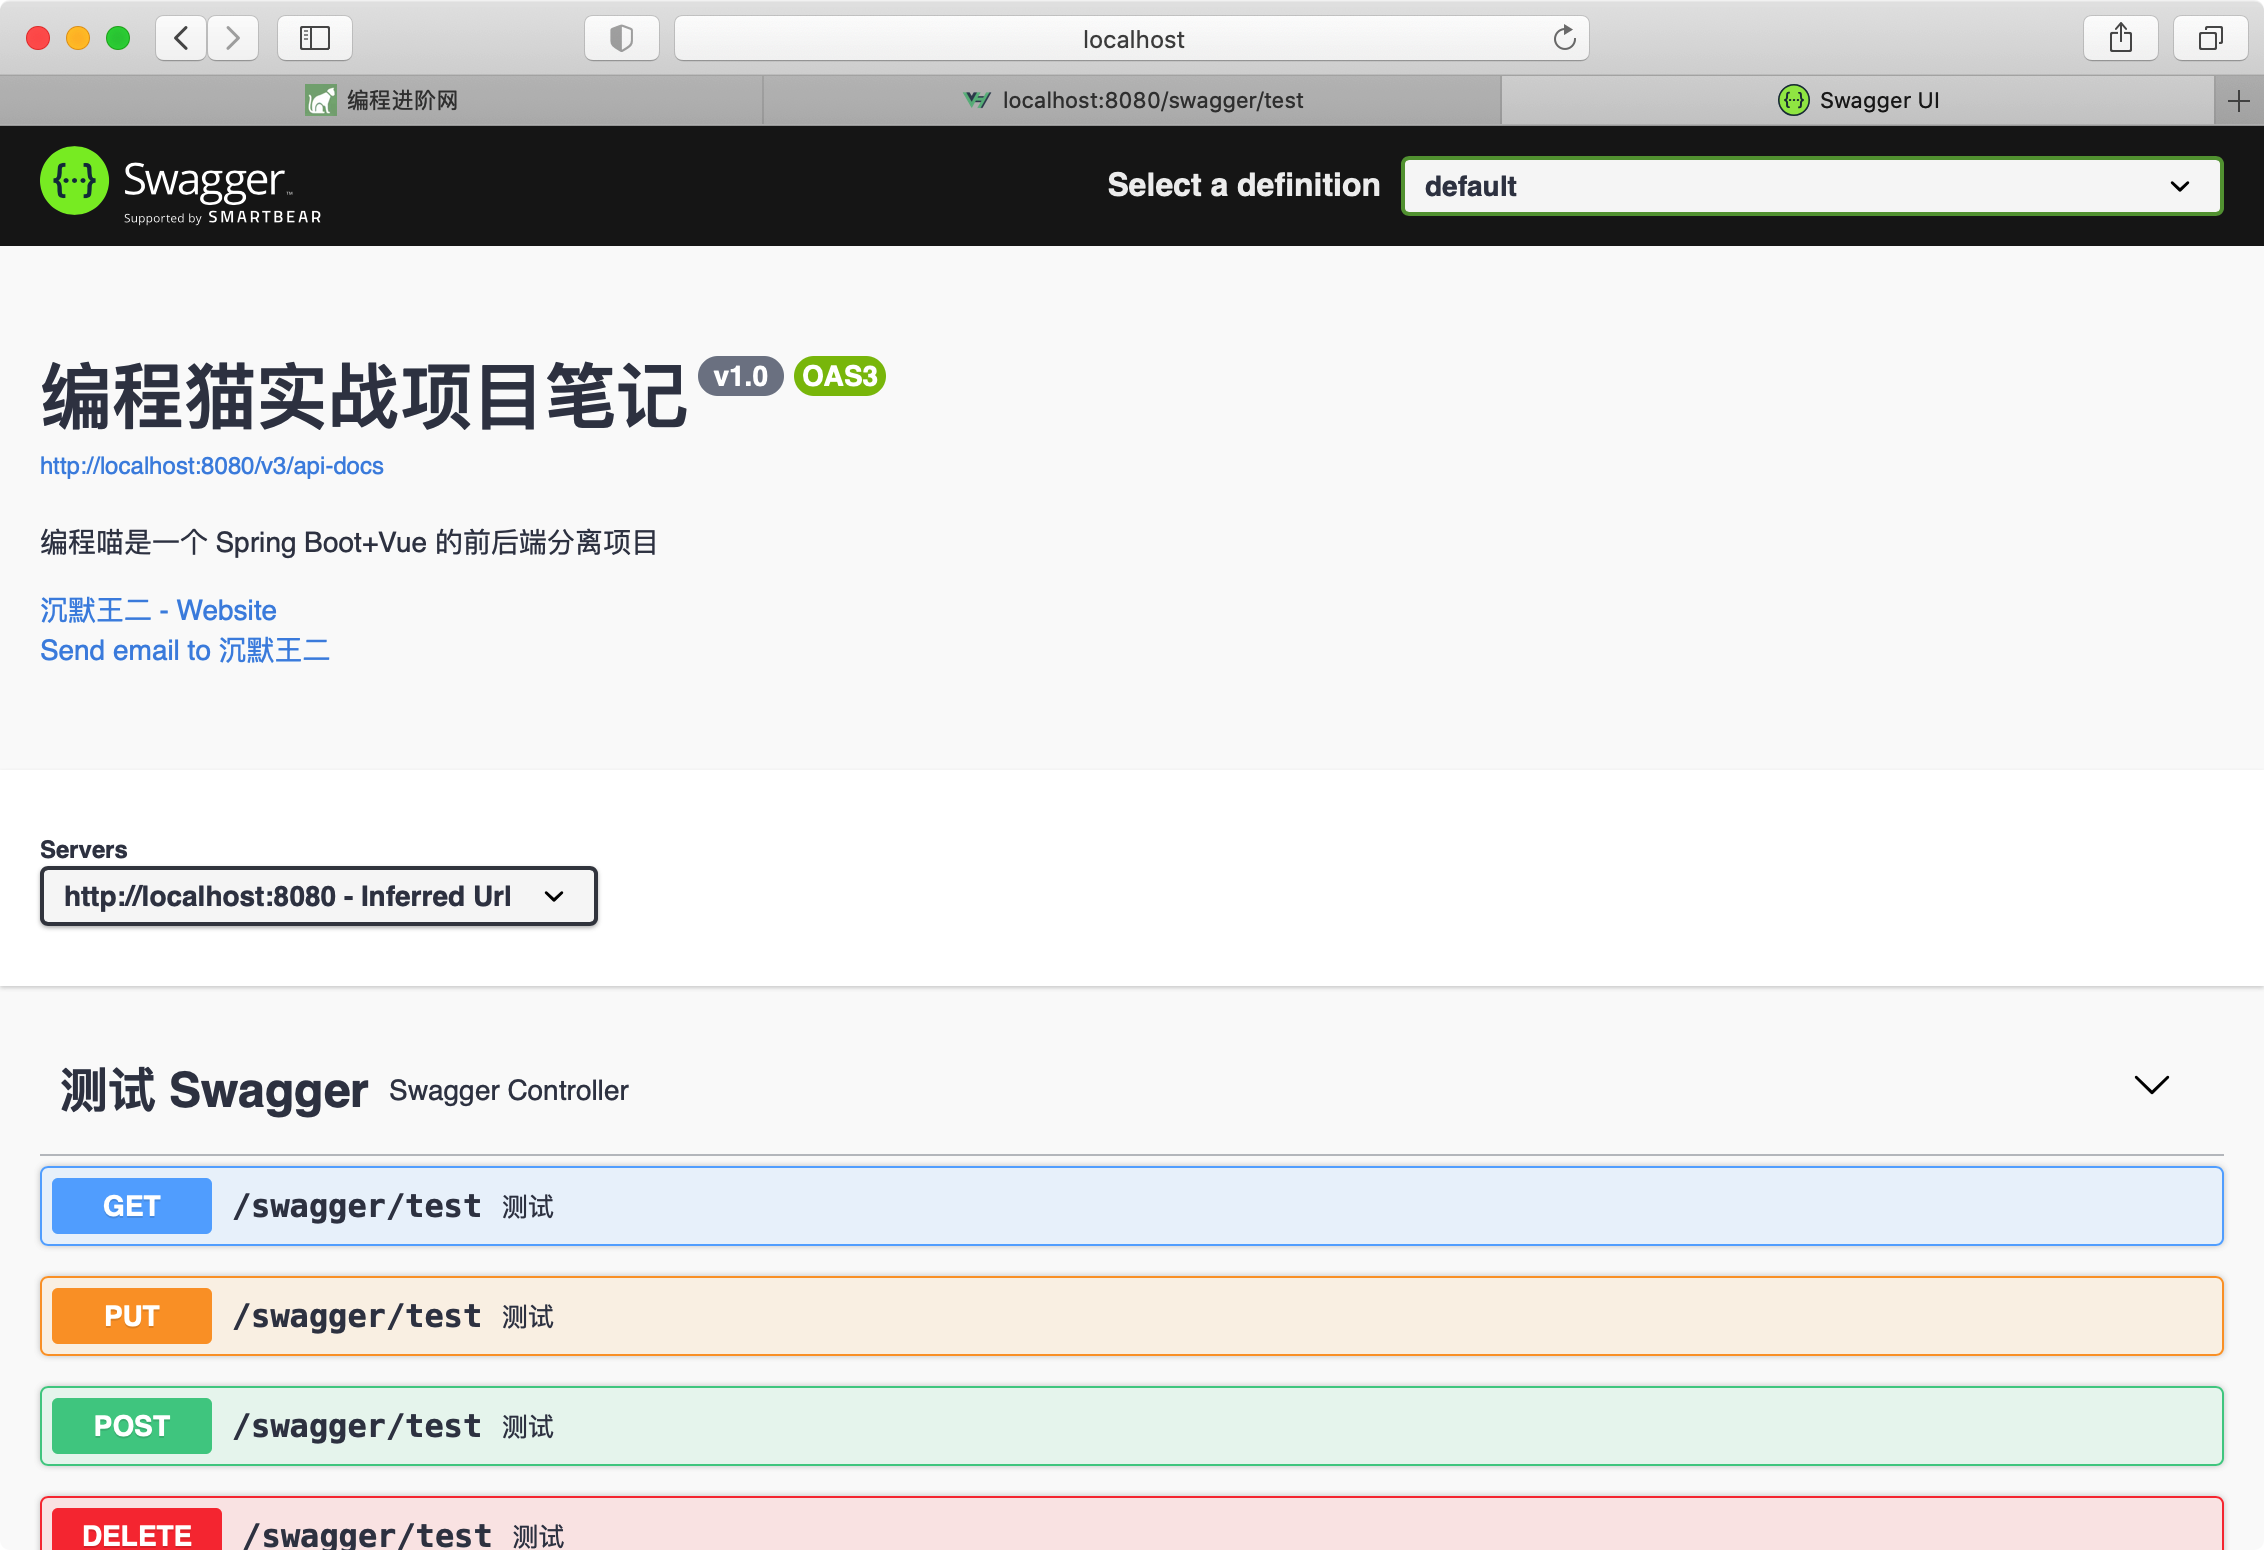 localhost
编程进阶网
localhost:8080/swagger/test
Swagger UI
{···} Swagger™
Supported by SMARTBEAR
Select a definition
default
编程猫实战项目笔记 v1.0 OAS3
http://localhost:8080/v3/api-docs
编程喵是一个 Spring Boot+Vue 的前后端分离项目
沉默王二 - Website
Send email to 沉默王二
Servers
http://localhost:8080 - Inferred Url
测试 Swagger Swagger Controller
GET /swagger/test 测试
PUT /swagger/test 测试
POST /swagger/test 测试
DELETE /swagger/test 测试